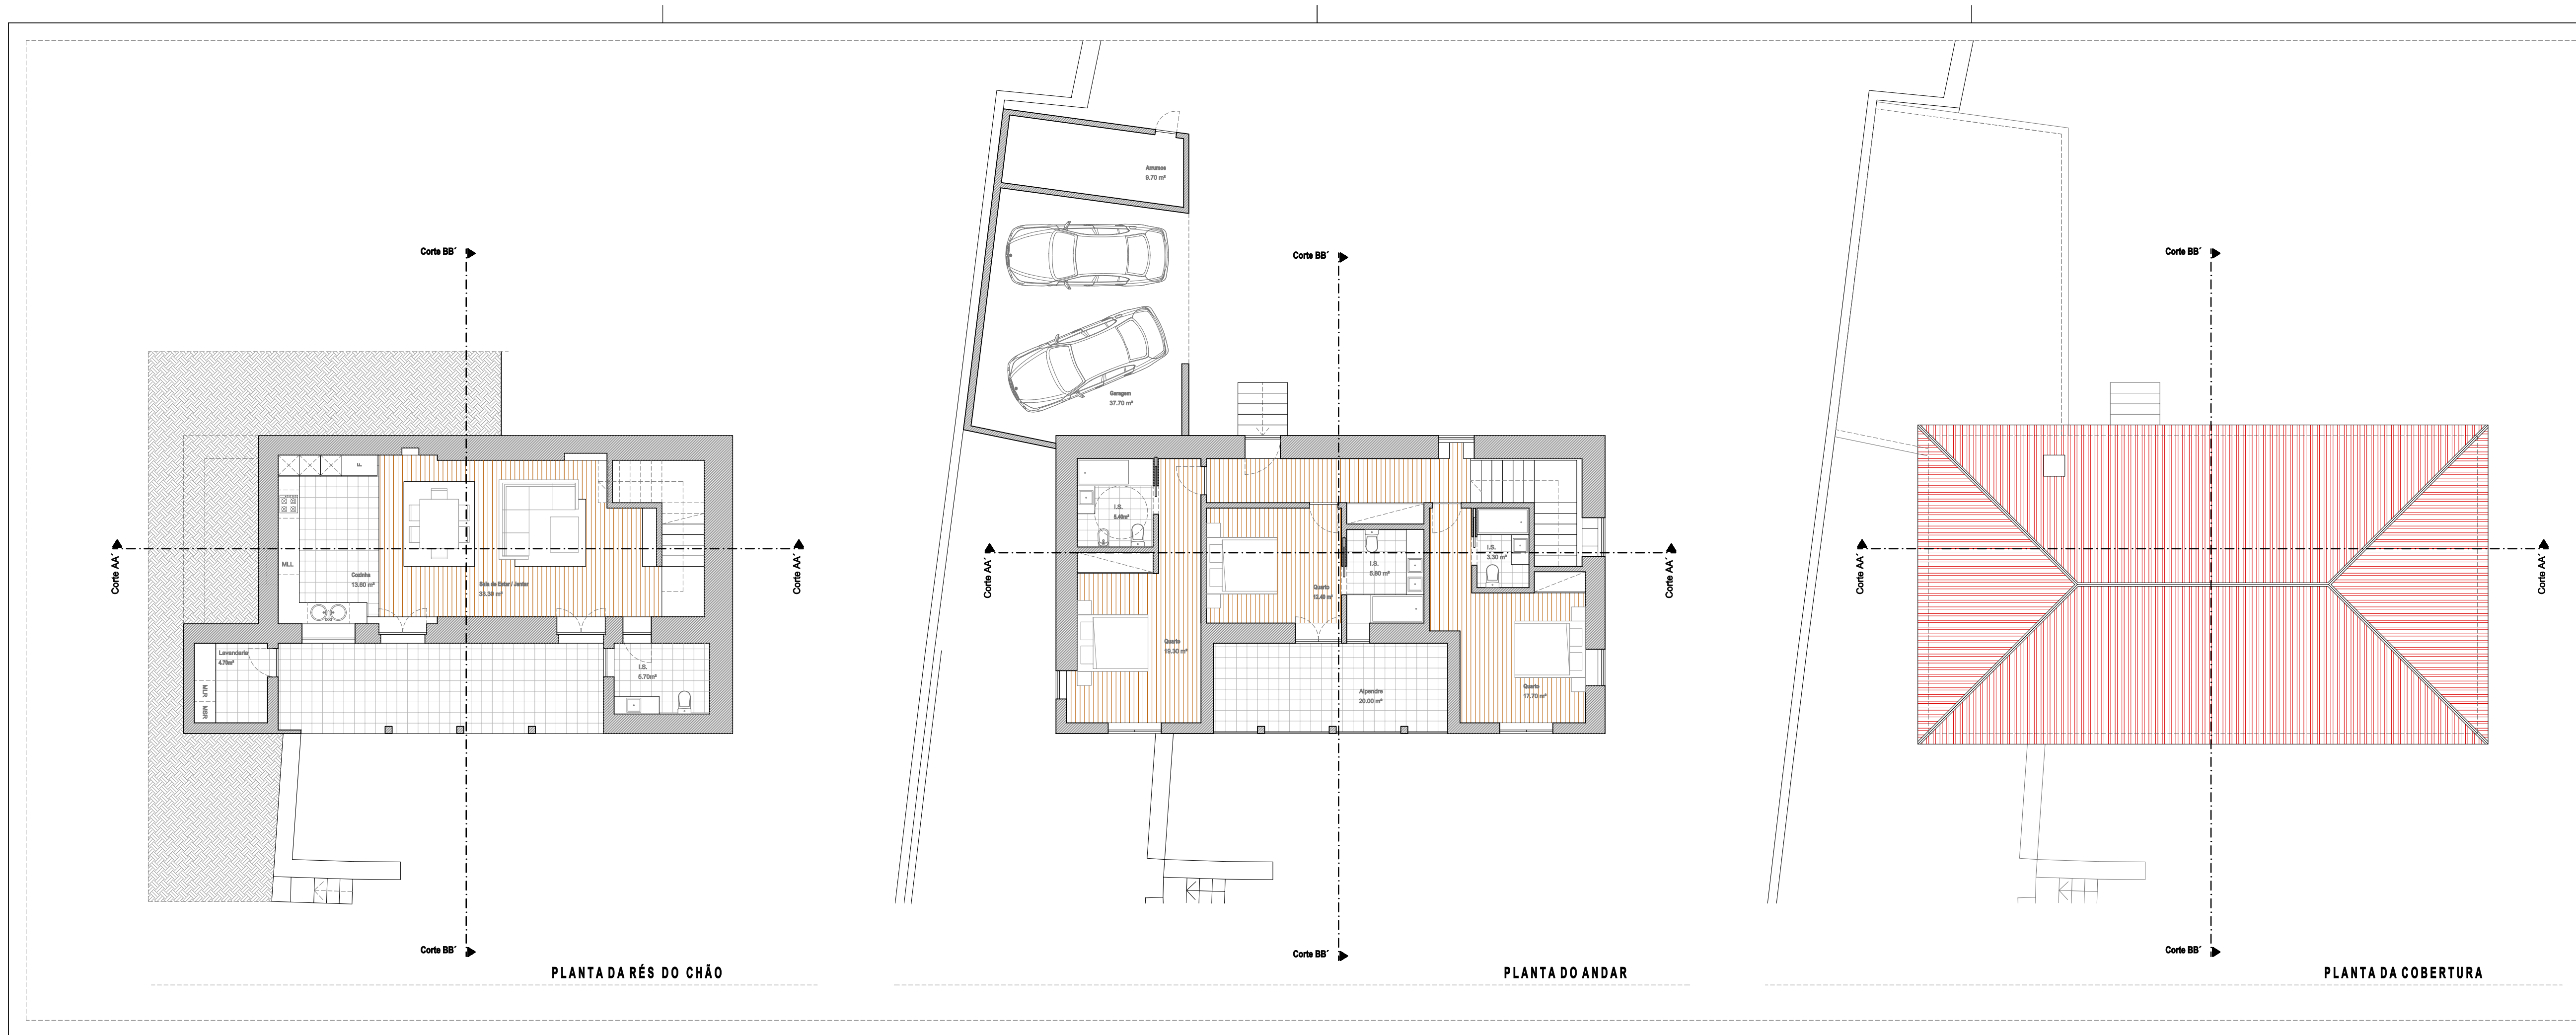 Corte BB´
Corte AA´
Corte AA´
F
MLL
Cozinha
13.60 m²
Sala de Estar / Jantar
33.30 m²
Lavandaria
4.70m²
MLR
MSR
I.S.
5.70m²
Corte BB´
PLANTA DA RÉS DO CHÃO
Arrumos
9.70 m²
Garagem
37.70 m²
Corte BB´
Corte AA´
Corte AA´
I.S.
I.S.
5.80 m²
I.S.
3.30 m²
Quarto
Quarto
19.30 m²
Quarto
17.70 m²
Alpendre
20.00 m²
Corte BB´
PLANTA DO ANDAR
Corte BB´
Corte AA´
Corte AA´
Corte BB´
PLANTA DA COBERTURA